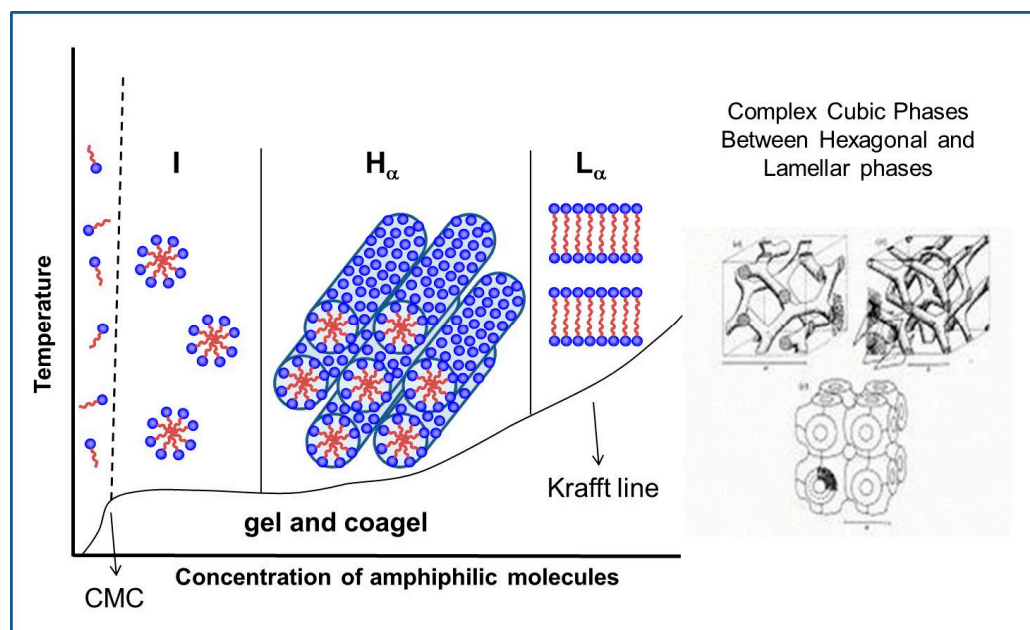 Complex Cubic Phases
Between Hexagonal and
Lamellar phases
I
Hα
Lα
Temperature
Krafft line
gel and coagel
Concentration of amphiphilic molecules
CMC